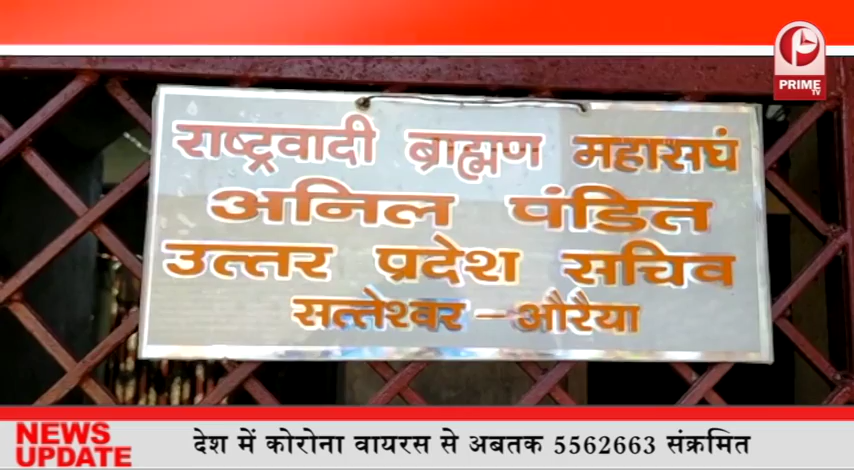 PRIME
TV
राष्ट्रवादी ब्राह्मण महासघं
अनिल पंडित
उत्तर प्रदेश सचिव
सत्तेश्वर - औरैया
NEWS
UPDATE
देश में कोरोना वायरस से अबतक 5562663 संक्रमित